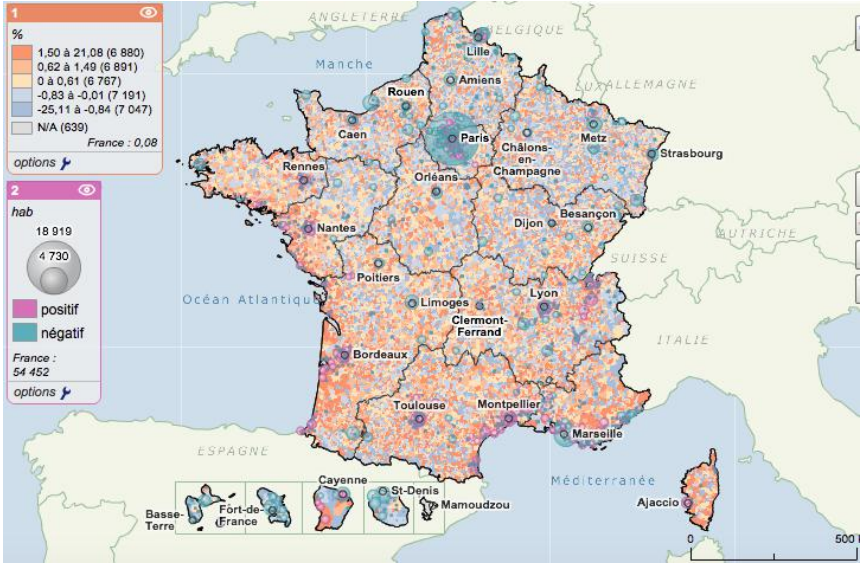 1
%
1,50 à 21,08 (6 880)
0,62 à 1,49 (6 891)
0 à 0,61 (6 767)
-0,83 à -0,01 (7 191)
-25,11 à -0,84 (7 047)
N/A (639)
France : 0,08
options
2
hab
18 919
4 730
positif
négatif
France :
54 452
options
ANGLETERRE
BELGIQUE
Lille
Manche
LUX
ALLEMAGNE
Amiens
Rouen
Caen
Paris
Châlons-
en-
Champagne
Metz
Strasbourg
Rennes
Orléans
Nantes
Dijon
Besançon
AUTRICHE
SUISSE
Poitiers
Océan Atlantique
Limoges
Lyon
Clermont-
Ferrand
ITALIE
Bordeaux
Toulouse
Montpellier
Marseille
ESPAGNE
Méditerranée
Cayenne
St-Denis
Mamoudzou
Basse-
Terre
Fort-de-
France
Ajaccio
0
500